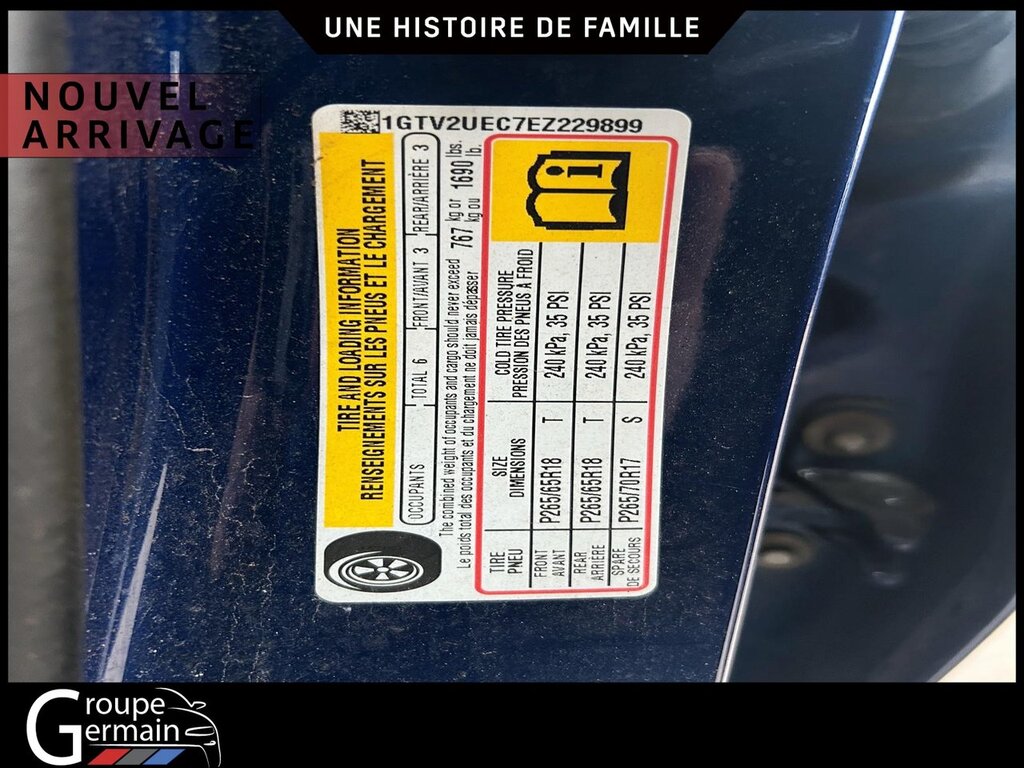 UNE HISTOIRE DE FAMILLE
NOUVEL
ARRIVAGE
1GTV2UEC7EZ229899
TIRE AND LOADING INFORMATION
RENSEIGNEMENTS SUR LES PNEUS ET LE CHARGEMENT
OCCUPANTS TOTAL 6 FRONT/AVANT 3 REAR/ARRIÈRE 3
The combined weight of occupants and cargo should never exceed 767 kg or 1690 lbs.
Le poids total des occupants et du chargement ne doit jamais dépasser kg ou lb.
TIRE SIZE COLD TIRE PRESSURE
PNEU DIMENSIONS PRESSION DES PNEUS À FROID
FRONT P265/65R18 T 240 kPa, 35 PSI
AVANT
REAR P265/65R18 T 240 kPa, 35 PSI
ARRIÈRE
SPARE P265/70R17 S 240 kPa, 35 PSI
DE SECOURS
Groupe
Germain